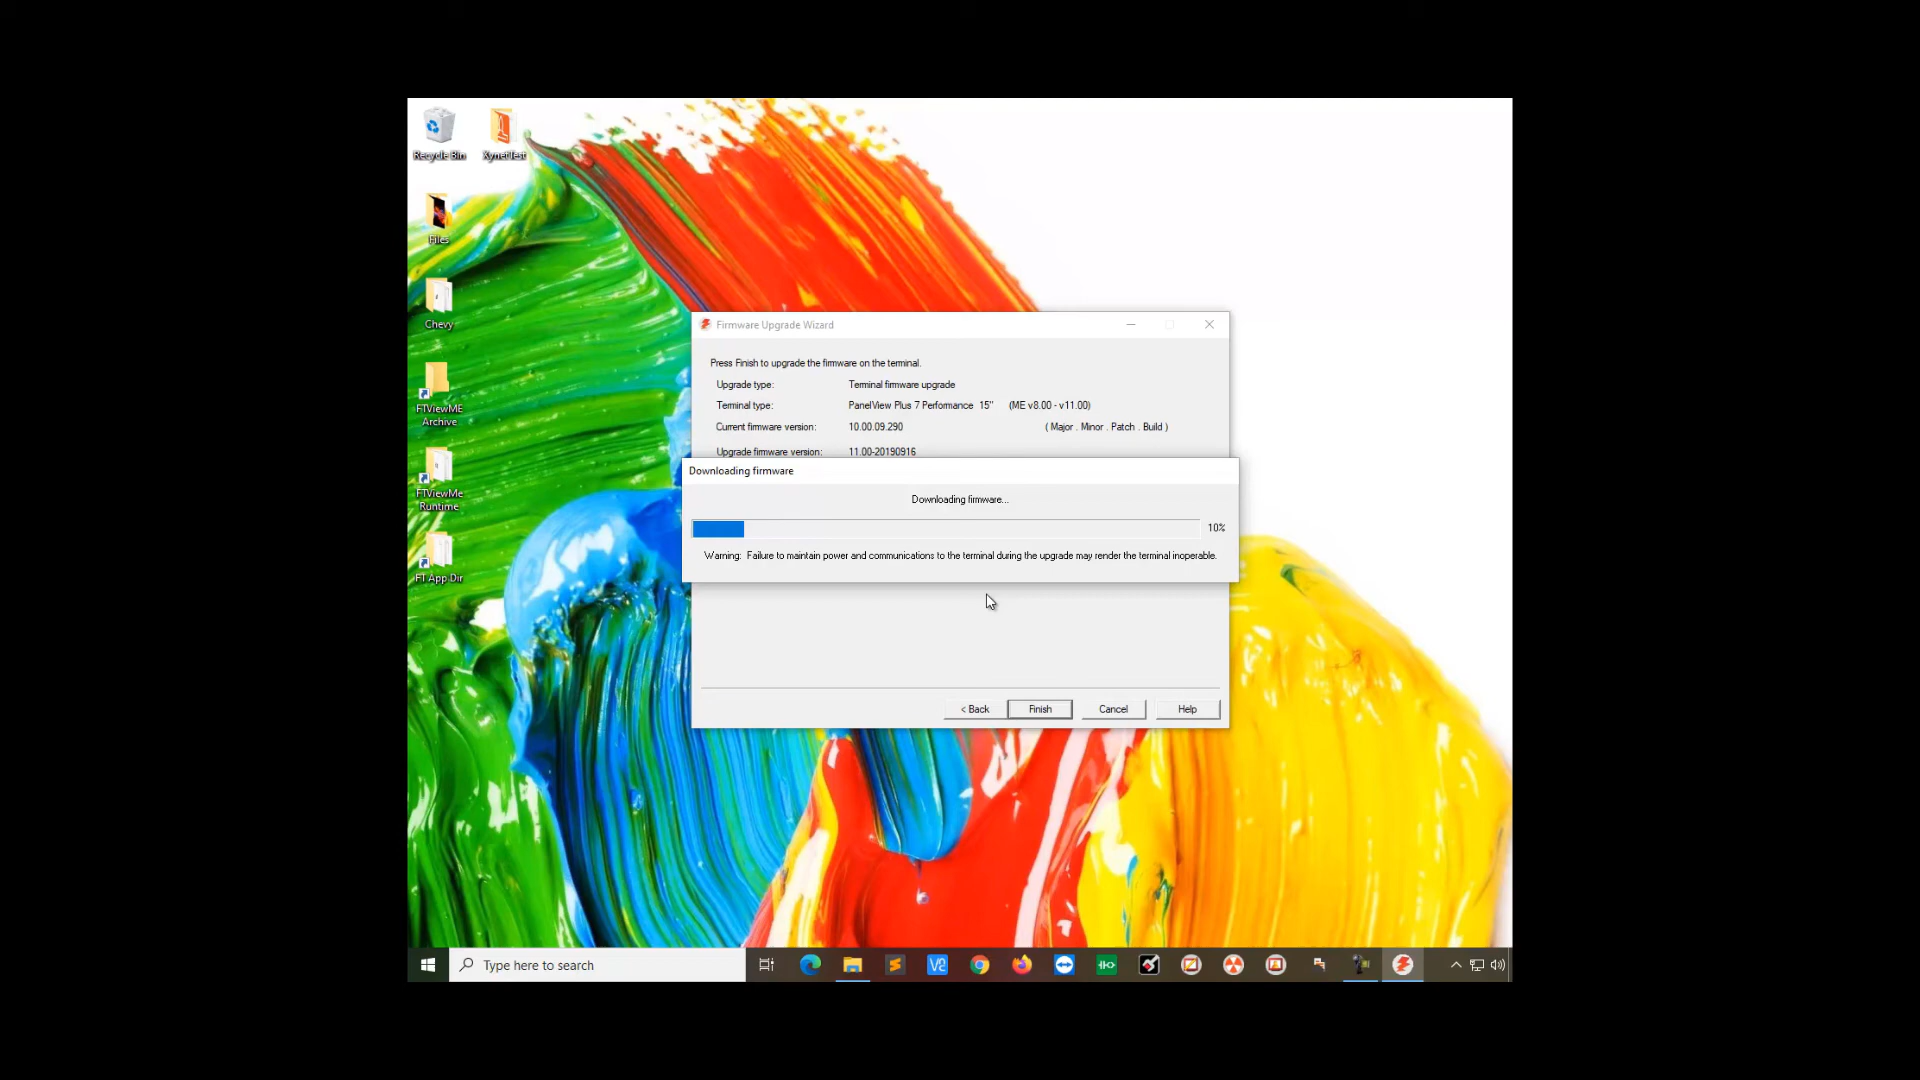 Recycle Bin
XynetTest
Files
Chevy
FTViewME
Archive
FTViewMe
Runtime
FT App Dir
Firmware Upgrade Wizard
Press Finish to upgrade the firmware on the terminal.
Upgrade type: Terminal firmware upgrade
Terminal type: PanelView Plus 7 Performance 15" (ME v8.00 - v11.00)
Current firmware version: 10.00.09.290 ( Major . Minor . Patch . Build )
Upgrade firmware version: 11.00-20190916
Downloading firmware
Downloading firmware...
10%
Warning: Failure to maintain power and communications to the terminal during the upgrade may render the terminal inoperable.
< Back Finish Cancel Help
Type here to search